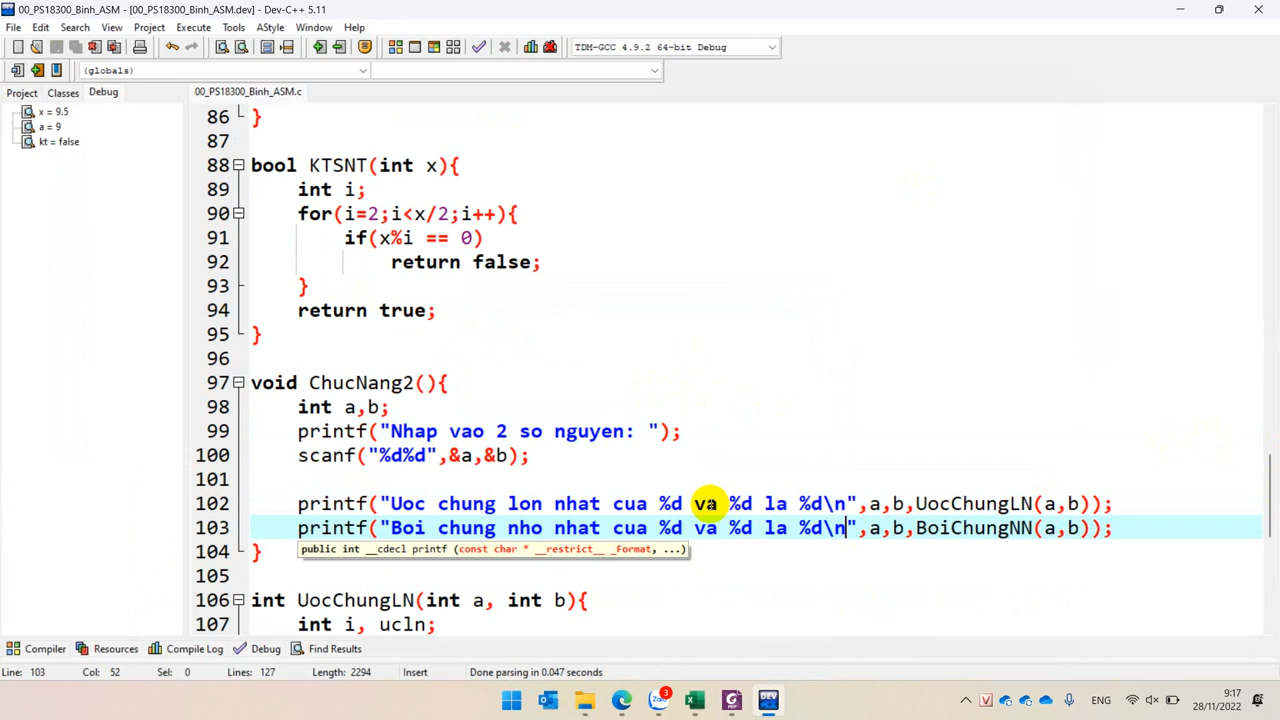 00_PS18300_Binh_ASM - [00_PS18300_Binh_ASM.dev] - Dev-C++ 5.11
File Edit Search View Project Execute Tools AStyle Window Help
TDM-GCC 4.9.2 64-bit Debug
(globals)
Project Classes Debug
00_PS18300_Binh_ASM.c
x = 9.5
a = 9
kt = false
86 }
87
88 bool KTSNT(int x){
89 int i;
90 for(i=2;i<x/2;i++){
91 if(x%i == 0)
92 return false;
93 }
94 return true;
95 }
96
97 void ChucNang2(){
98 int a,b;
99 printf("Nhap vao 2 so nguyen: ");
100 scanf("%d%d",&a,&b);
101
102 printf("Uoc chung lon nhat cua %d va %d la %d\n",a,b,UocChungLN(a,b));
103 printf("Boi chung nho nhat cua %d va %d la %d\n",a,b,BoiChungNN(a,b));
104 }
public int __cdecl printf (const char * __restrict__ _Format, ...)
105
106 int UocChungLN(int a, int b){
107 int i, ucln;
Compiler Resources Compile Log Debug Find Results
Line: 103 Col: 52 Sel: 0 Lines: 127 Length: 2294 Insert Done parsing in 0.047 seconds
3
DEV
ENG
9:17
28/11/2022